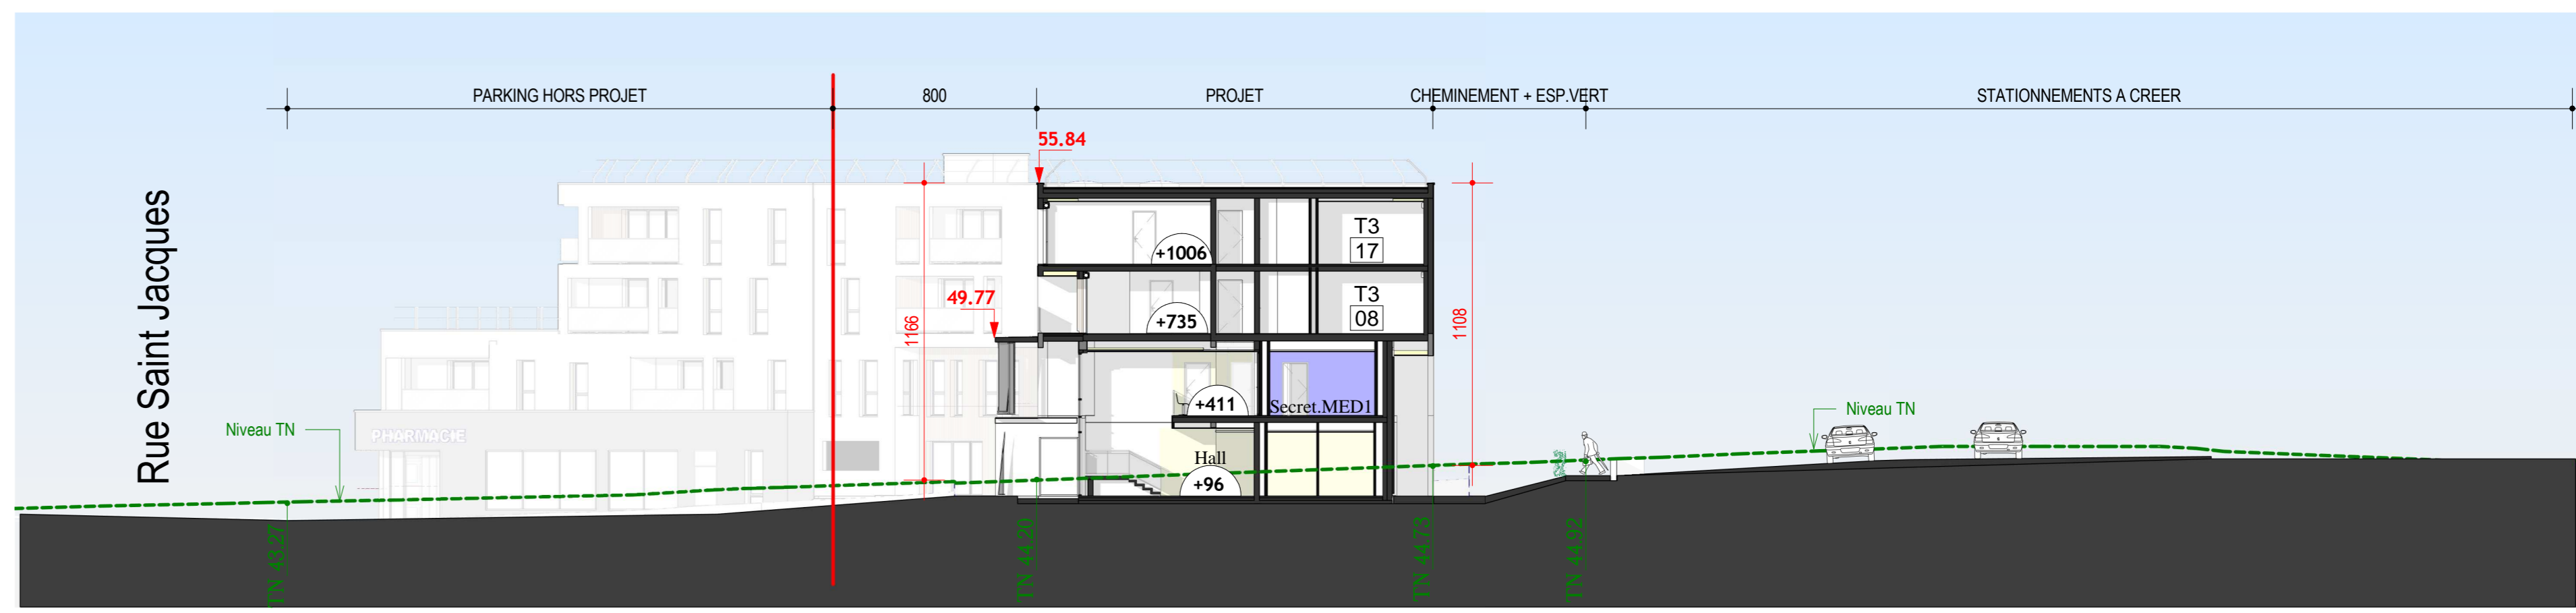 PARKING HORS PROJET
800
PROJET
CHEMINEMENT + ESP.VERT
STATIONNEMENTS A CREER
55.84
Rue Saint Jacques
T3
17
+1006
49.77
T3
08
+735
1166
1108
+411
Secret.MED1
Niveau TN
Niveau TN
PHARMACIE
Hall
+96
TN 43.27
TN 44.20
TN 44.73
TN 44.92